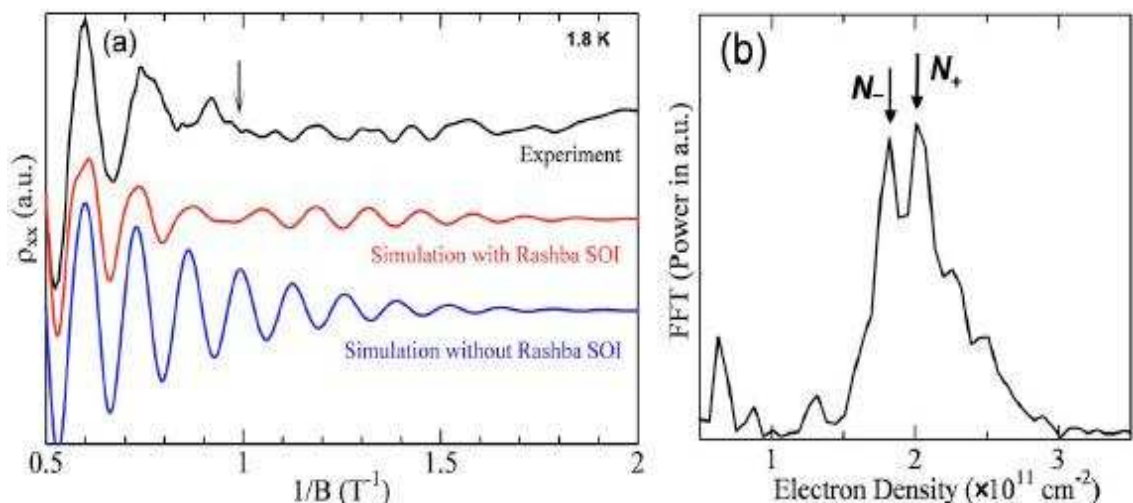 (a)
1.8 K
ρxx (a.u.)
Experiment
Simulation with Rashba SOI
Simulation without Rashba SOI
0.5 1 1.5 2
1/B (T⁻¹)
(b)
N₋ N₊
FFT (Power in a.u.)
1 2 3
Electron Density (×10¹¹ cm⁻²)